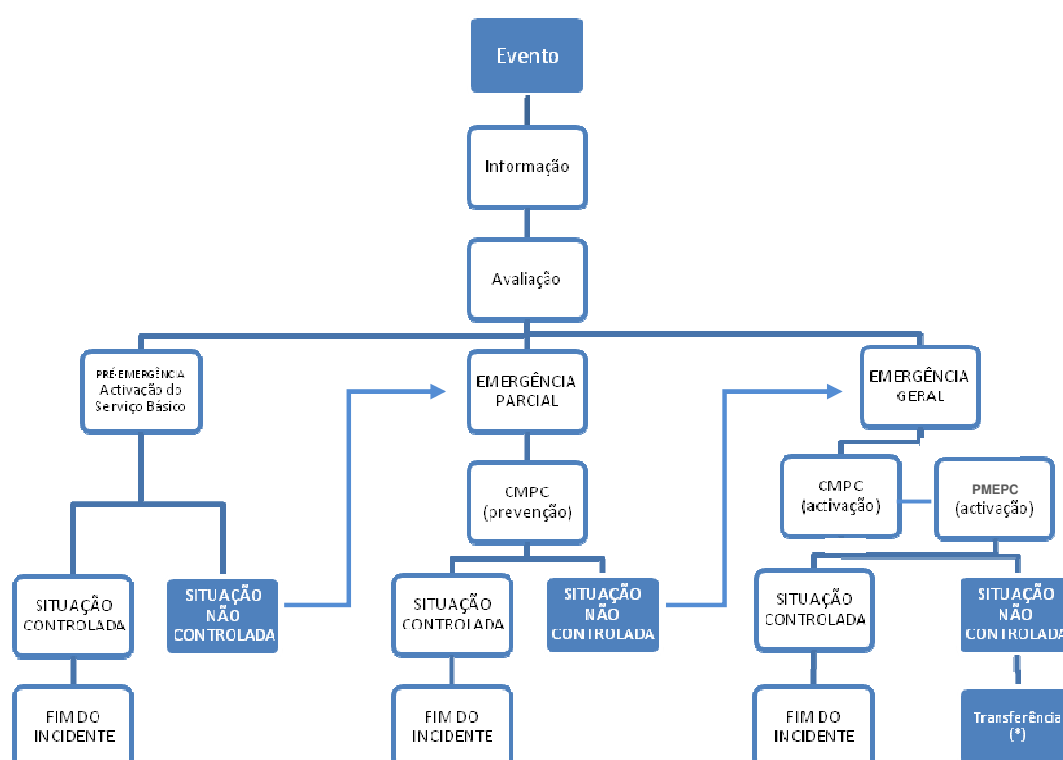 Evento
Informação
Avaliação
PRÉ-EMERGÊNCIA
Activação do
Serviço Básico
EMERGÊNCIA
PARCIAL
EMERGÊNCIA
GERAL
CMPC
(prevenção)
CMPC
(activação)
PMEPC
(activação)
SITUAÇÃO
CONTROLADA
SITUAÇÃO
NÃO
CONTROLADA
SITUAÇÃO
CONTROLADA
SITUAÇÃO
NÃO
CONTROLADA
SITUAÇÃO
CONTROLADA
SITUAÇÃO
NÃO
CONTROLADA
FIM DO
INCIDENTE
FIM DO
INCIDENTE
FIM DO
INCIDENTE
Transferência
(*)